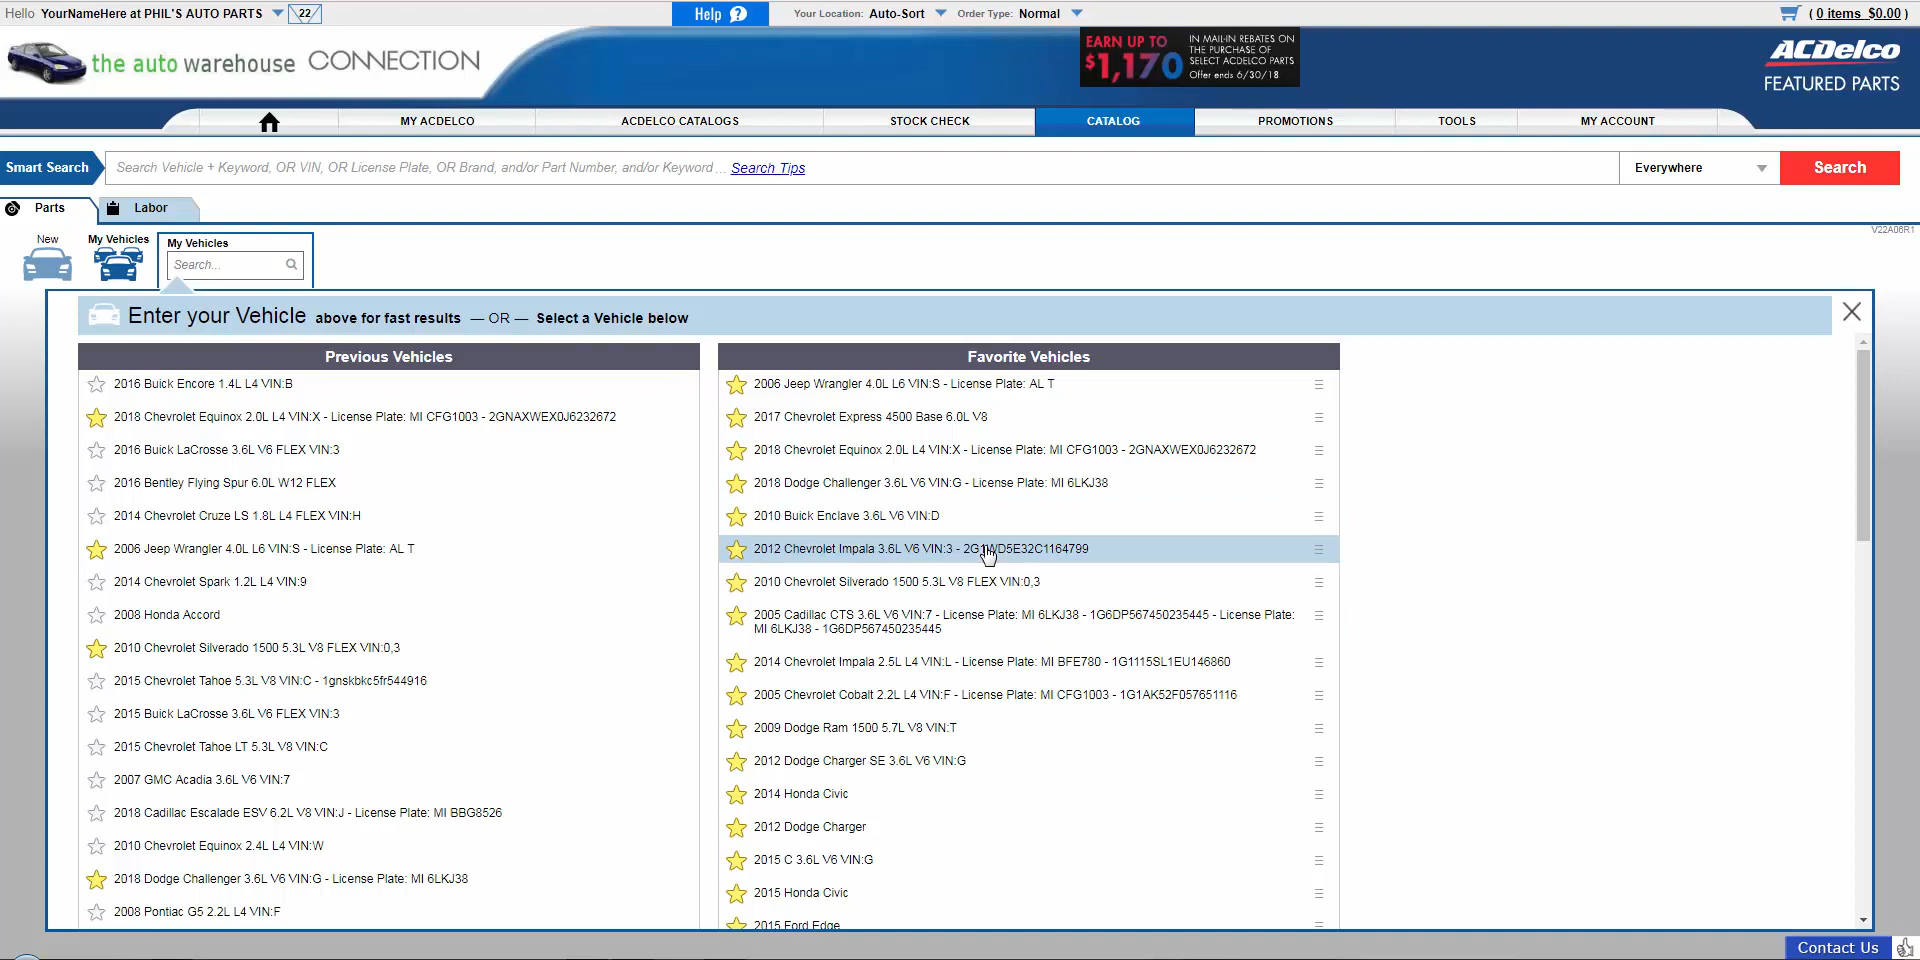 Hello YourNameHere at PHIL'S AUTO PARTS 22 Help ? Your Location: Auto-Sort Order Type: Normal ( 0 items $0.00 )
the auto warehouse CONNECTION
EARN UP TO $1,170
IN MAIL-IN REBATES ON
THE PURCHASE OF
SELECT ACDELCO PARTS
Offer ends 6/30/18
ACDelco
FEATURED PARTS
MY ACDELCO ACDELCO CATALOGS STOCK CHECK CATALOG PROMOTIONS TOOLS MY ACCOUNT
Smart Search Search Vehicle + Keyword, OR VIN, OR License Plate, OR Brand, and/or Part Number, and/or Keyword ... Search Tips Everywhere Search
Parts Labor
V22A06R1
New My Vehicles My Vehicles
Search...
Enter your Vehicle above for fast results — OR — Select a Vehicle below
Previous Vehicles
2016 Buick Encore 1.4L L4 VIN:B
2018 Chevrolet Equinox 2.0L L4 VIN:X - License Plate: MI CFG1003 - 2GNAXWEX0J6232672
2016 Buick LaCrosse 3.6L V6 FLEX VIN:3
2016 Bentley Flying Spur 6.0L W12 FLEX
2014 Chevrolet Cruze LS 1.8L L4 FLEX VIN:H
2006 Jeep Wrangler 4.0L L6 VIN:S - License Plate: AL T
2014 Chevrolet Spark 1.2L L4 VIN:9
2008 Honda Accord
2010 Chevrolet Silverado 1500 5.3L V8 FLEX VIN:0,3
2015 Chevrolet Tahoe 5.3L V8 VIN:C - 1gnskbkc5fr544916
2015 Buick LaCrosse 3.6L V6 FLEX VIN:3
2015 Chevrolet Tahoe LT 5.3L V8 VIN:C
2007 GMC Acadia 3.6L V6 VIN:7
2018 Cadillac Escalade ESV 6.2L V8 VIN:J - License Plate: MI BBG8526
2010 Chevrolet Equinox 2.4L L4 VIN:W
2018 Dodge Challenger 3.6L V6 VIN:G - License Plate: MI 6LKJ38
2008 Pontiac G5 2.2L L4 VIN:F
Favorite Vehicles
2006 Jeep Wrangler 4.0L L6 VIN:S - License Plate: AL T
2017 Chevrolet Express 4500 Base 6.0L V8
2018 Chevrolet Equinox 2.0L L4 VIN:X - License Plate: MI CFG1003 - 2GNAXWEX0J6232672
2018 Dodge Challenger 3.6L V6 VIN:G - License Plate: MI 6LKJ38
2010 Buick Enclave 3.6L V6 VIN:D
2012 Chevrolet Impala 3.6L V6 VIN:3 - 2G1WD5E32C1164799
2010 Chevrolet Silverado 1500 5.3L V8 FLEX VIN:0,3
2005 Cadillac CTS 3.6L V6 VIN:7 - License Plate: MI 6LKJ38 - 1G6DP567450235445 - License Plate:
MI 6LKJ38 - 1G6DP567450235445
2014 Chevrolet Impala 2.5L L4 VIN:L - License Plate: MI BFE780 - 1G1115SL1EU146860
2005 Chevrolet Cobalt 2.2L L4 VIN:F - License Plate: MI CFG1003 - 1G1AK52F057651116
2009 Dodge Ram 1500 5.7L V8 VIN:T
2012 Dodge Charger SE 3.6L V6 VIN:G
2014 Honda Civic
2012 Dodge Charger
2015 C 3.6L V6 VIN:G
2015 Honda Civic
2015 Ford Edge
Contact Us